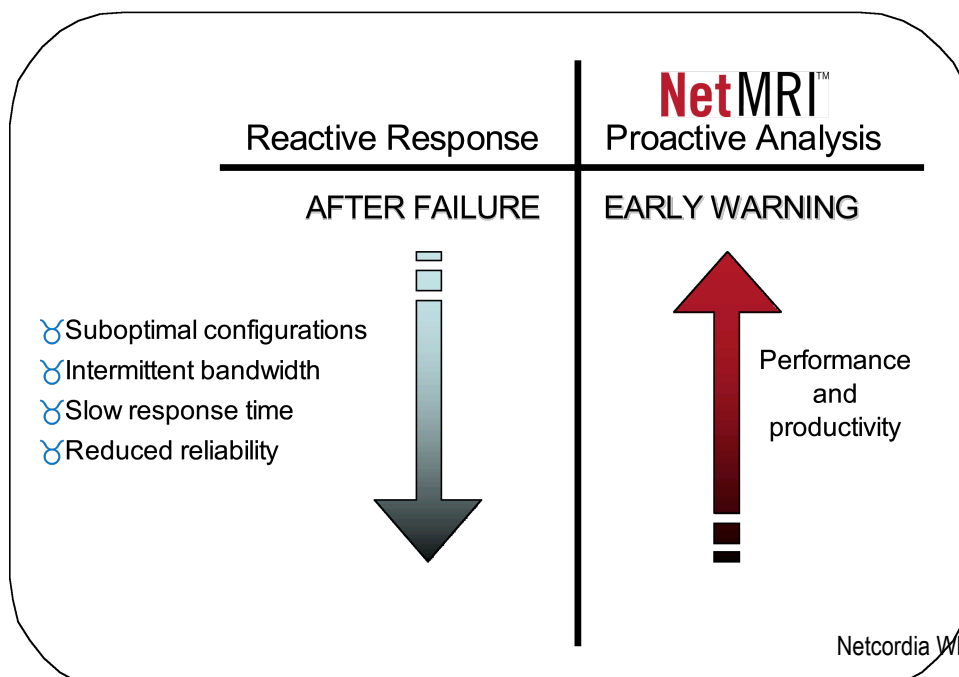 NetMRI™
Reactive Response
Proactive Analysis
AFTER FAILURE
EARLY WARNING
Suboptimal configurations
Intermittent bandwidth
Slow response time
Reduced reliability
Performance
and
productivity
Netcordia